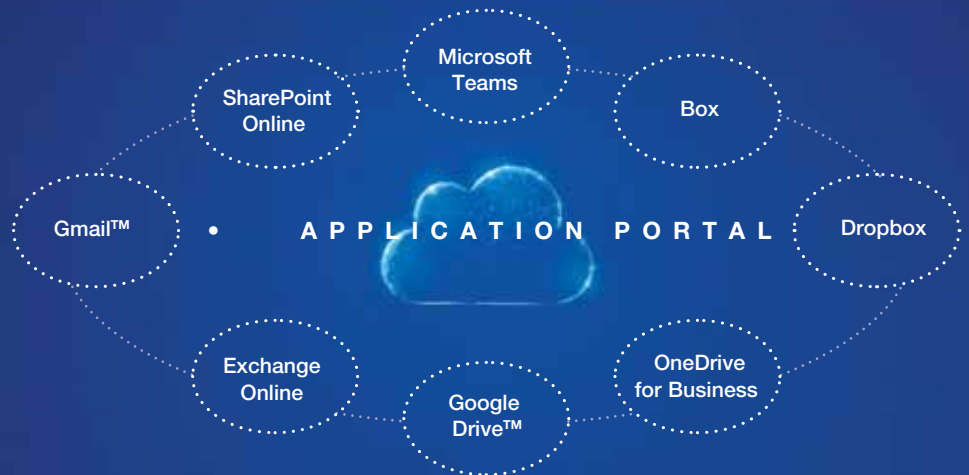 Microsoft
Teams
SharePoint
Online
Box
Gmail™
• APPLICATION PORTAL
Dropbox
Exchange
Online
OneDrive
for Business
Google
Drive™